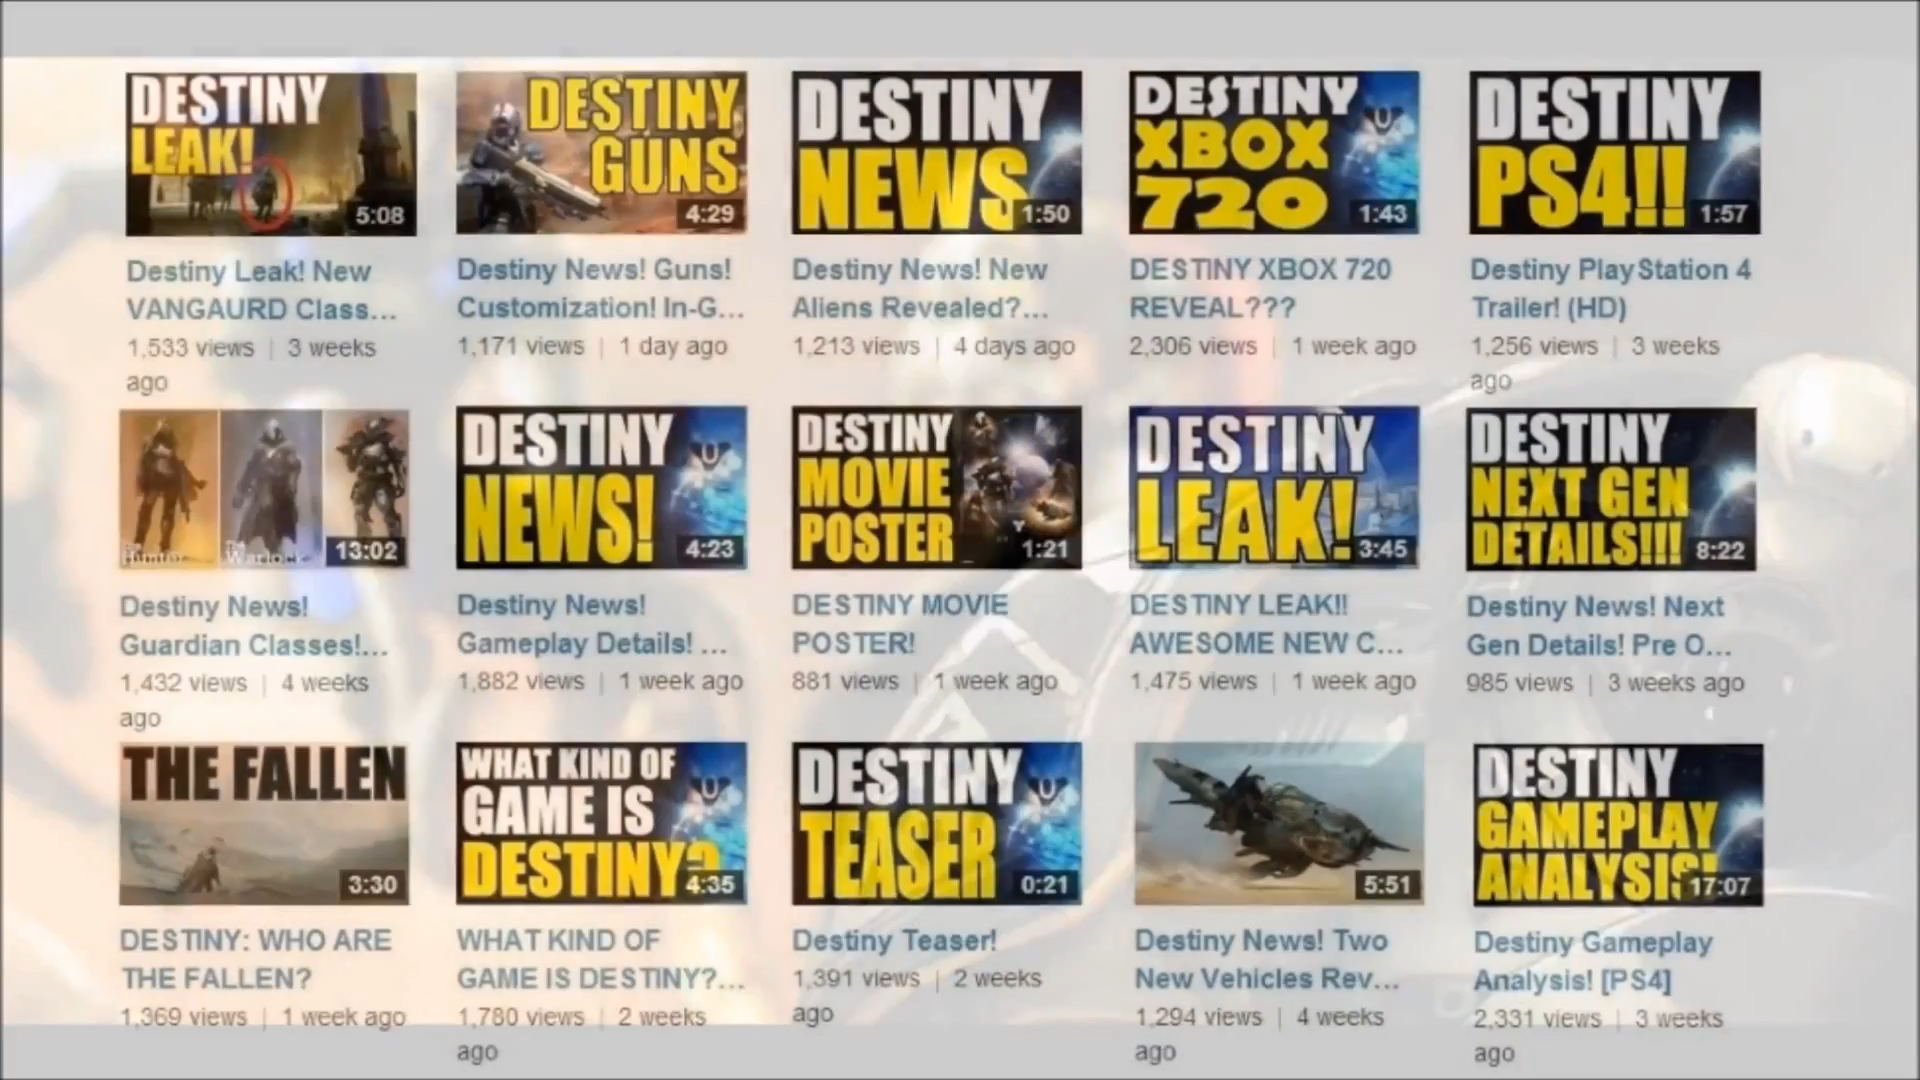 DESTINY
LEAK!
5:08
Destiny Leak! New
VANGAURD Class...
1,533 views | 3 weeks
ago
DESTINY
GUNS
4:29
Destiny News! Guns!
Customization! In-G...
1,171 views | 1 day ago
DESTINY
NEWS
1:50
Destiny News! New
Aliens Revealed?...
1,213 views | 4 days ago
DESTINY
XBOX
720
1:43
DESTINY XBOX 720
REVEAL???
2,306 views | 1 week ago
DESTINY
PS4!!
1:57
Destiny PlayStation 4
Trailer! (HD)
1,256 views | 3 weeks
ago
Hunter
Warlock
13:02
Destiny News!
Guardian Classes!...
1,432 views | 4 weeks
ago
DESTINY
NEWS!
4:23
Destiny News!
Gameplay Details! ...
1,882 views | 1 week ago
DESTINY
MOVIE
POSTER
1:21
DESTINY MOVIE
POSTER!
881 views | 1 week ago
DESTINY
LEAK!
3:45
DESTINY LEAK!!
AWESOME NEW C...
1,475 views | 1 week ago
DESTINY
NEXT GEN
DETAILS!!!
8:22
Destiny News! Next
Gen Details! Pre O...
985 views | 3 weeks ago
THE FALLEN
3:30
DESTINY: WHO ARE
THE FALLEN?
1,369 views | 1 week ago
WHAT KIND OF
GAME IS
DESTINY?
4:35
WHAT KIND OF
GAME IS DESTINY?...
1,780 views | 2 weeks
ago
DESTINY
TEASER
0:21
Destiny Teaser!
1,391 views | 2 weeks
ago
5:51
Destiny News! Two
New Vehicles Rev...
1,294 views | 4 weeks
ago
DESTINY
GAMEPLAY
ANALYSIS!
17:07
Destiny Gameplay
Analysis! [PS4]
2,331 views | 3 weeks
ago